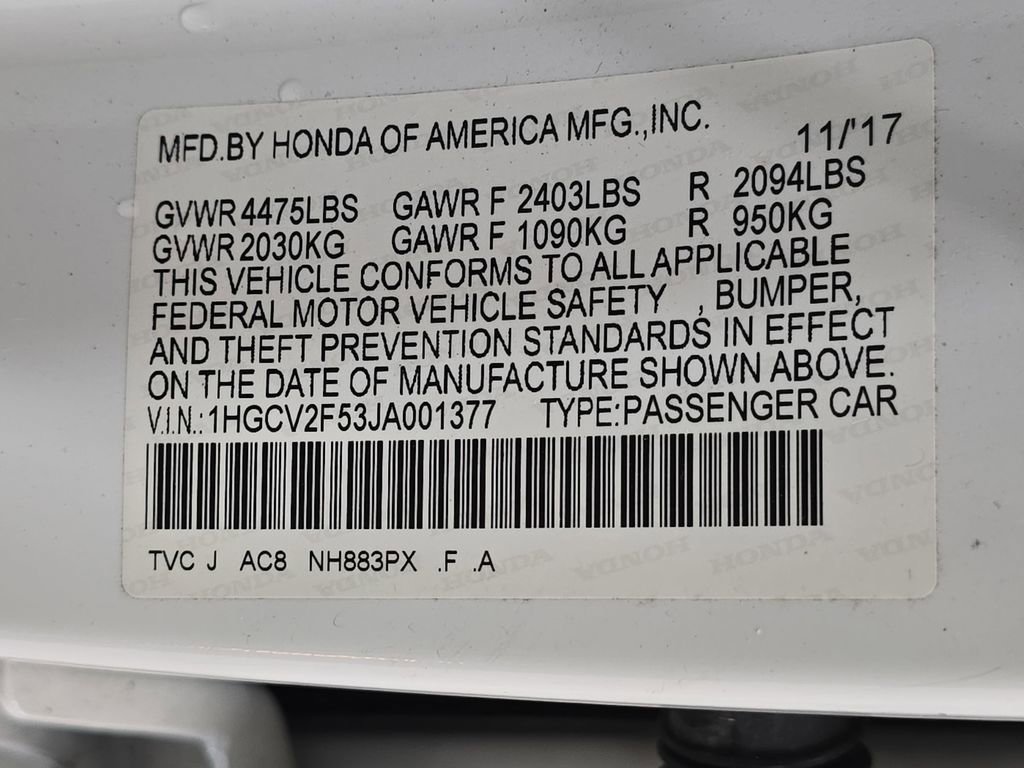 MFD.BY HONDA OF AMERICA MFG.,INC. 11/'17
GVWR 4475LBS GAWR F 2403LBS R 2094LBS
GVWR 2030KG GAWR F 1090KG R 950KG
THIS VEHICLE CONFORMS TO ALL APPLICABLE
FEDERAL MOTOR VEHICLE SAFETY , BUMPER,
AND THEFT PREVENTION STANDARDS IN EFFECT
ON THE DATE OF MANUFACTURE SHOWN ABOVE.
V.I.N.: 1HGCV2F53JA001377 TYPE:PASSENGER CAR
TVC J AC8 NH883PX .F .A